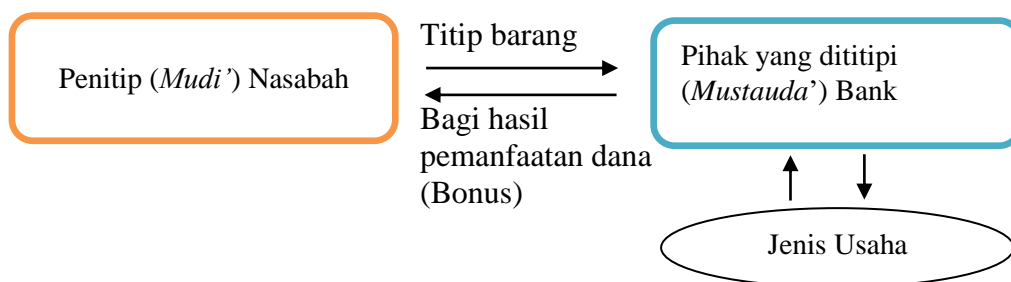 Penitip (Mudi’) Nasabah
Titip barang
Bagi hasil
pemanfaatan dana
(Bonus)
Pihak yang dititipi
(Mustauda’) Bank
Jenis Usaha